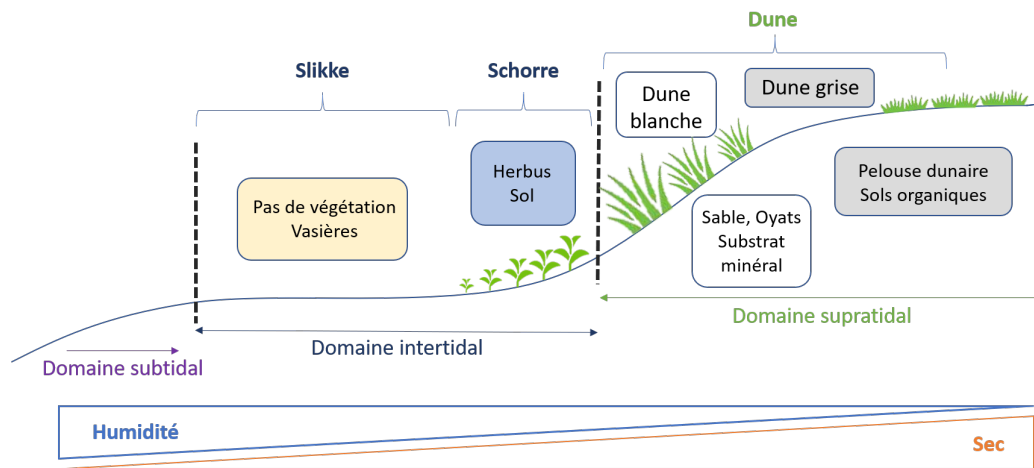 Dune
Slikke
Schorre
Dune
blanche
Dune grise
Herbus
Sol
Pas de végétation
Vasières
Pelouse dunaire
Sols organiques
Sable, Oyats
Substrat
minéral
Domaine supratidal
Domaine intertidal
Domaine subtidal
Humidité
Sec